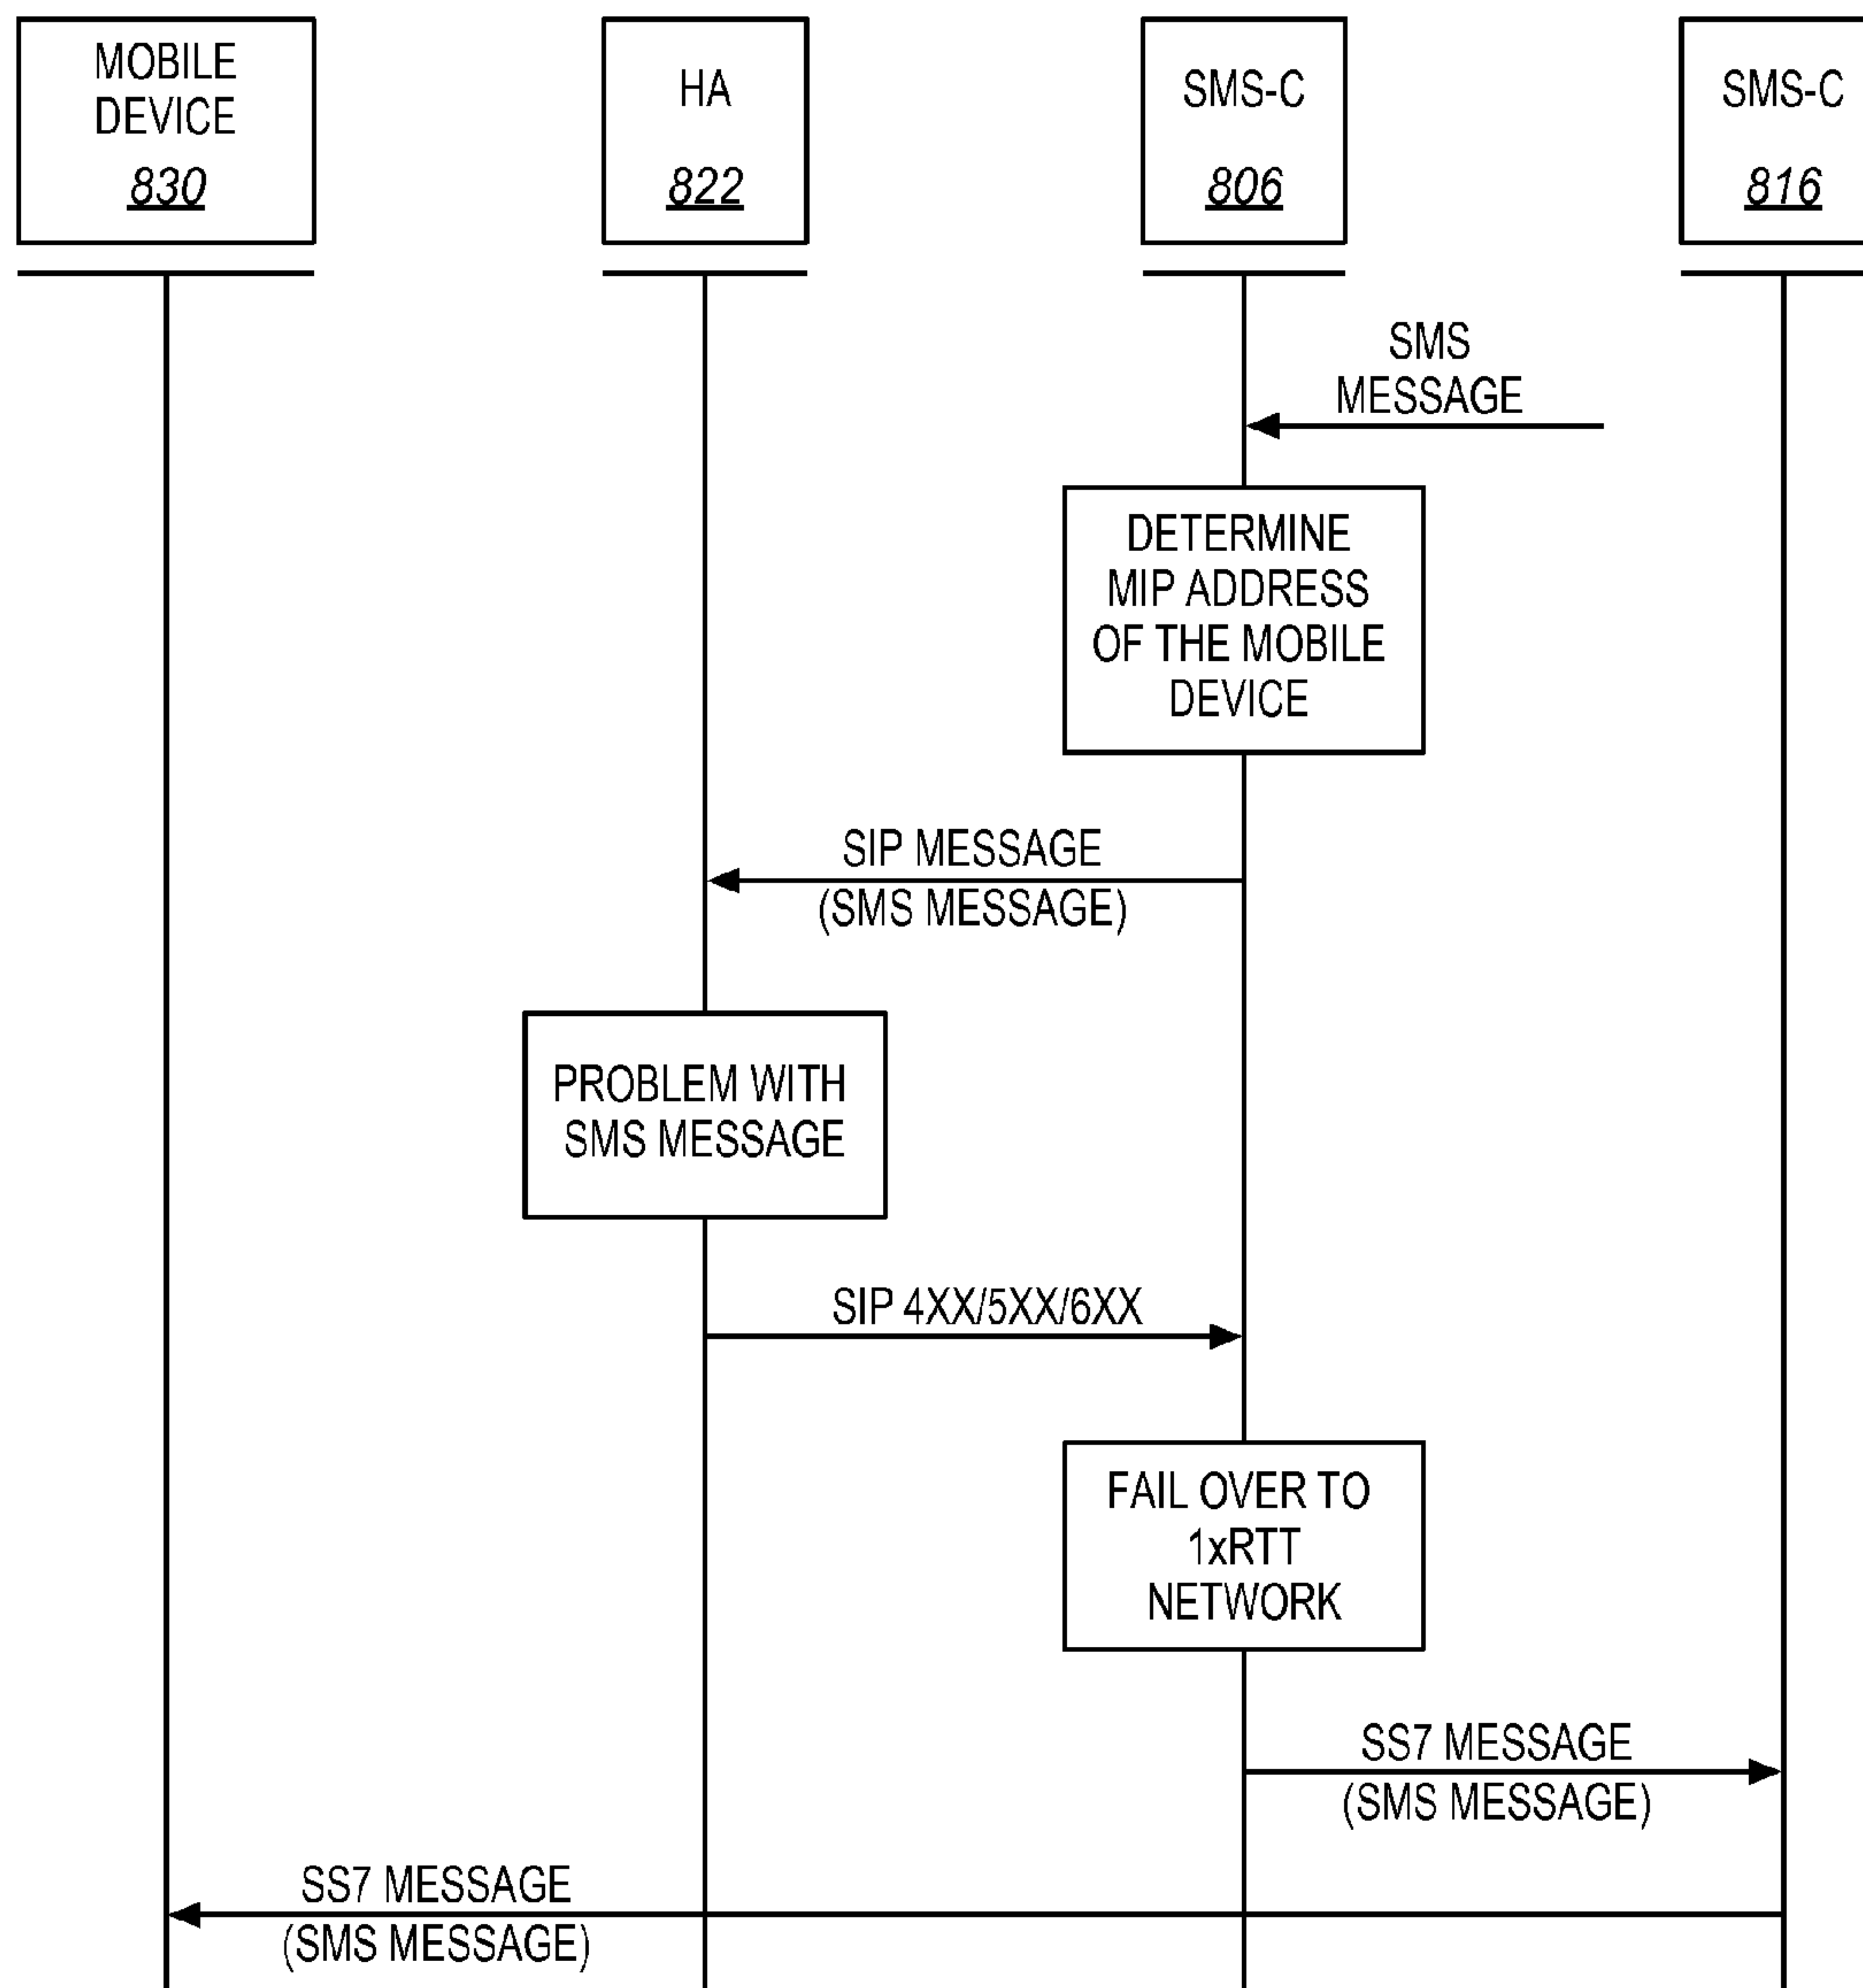 MOBILE
DEVICE
830
HA
822
SMS-C
806
SMS-C
816
SMS
MESSAGE
DETERMINE
MIP ADDRESS
OF THE MOBILE
DEVICE
SIP MESSAGE
(SMS MESSAGE)
PROBLEM WITH
SMS MESSAGE
SIP 4XX/5XX/6XX
FAIL OVER TO
1xRTT
NETWORK
SS7 MESSAGE
(SMS MESSAGE)
SS7 MESSAGE
(SMS MESSAGE)